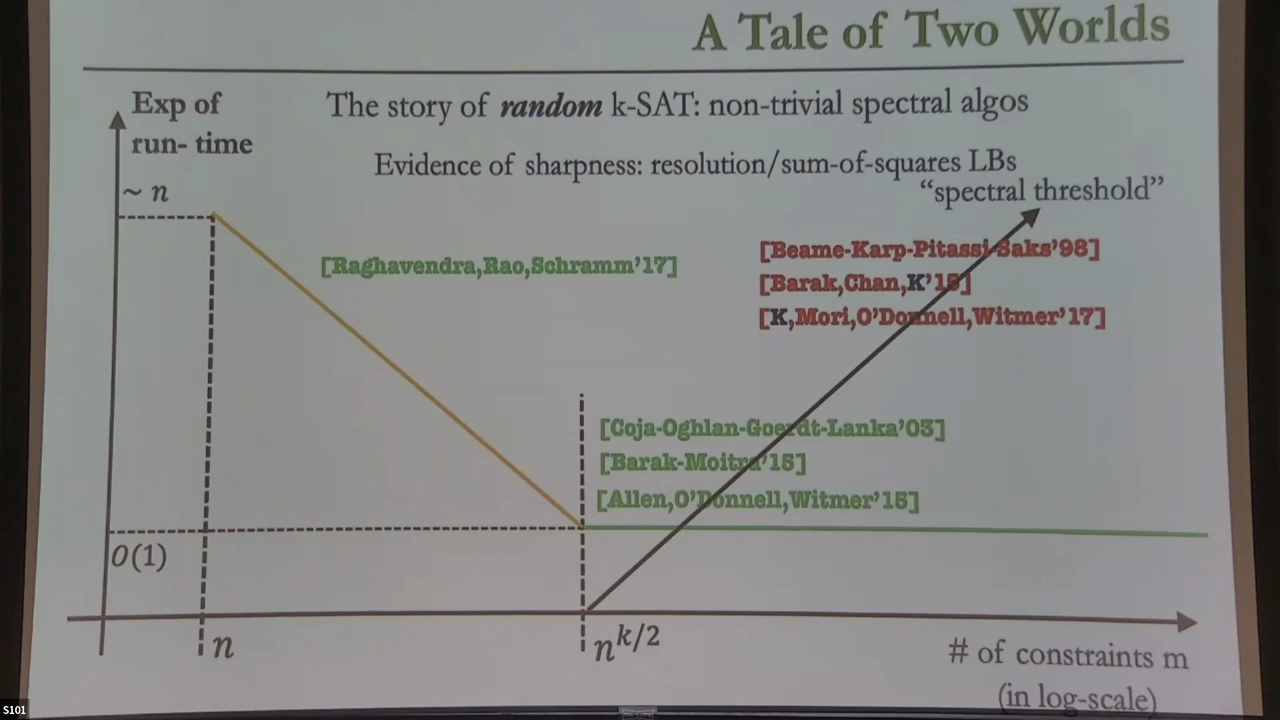 A Tale of Two Worlds
Exp of
run- time
The story of random k-SAT: non-trivial spectral algos
Evidence of sharpness: resolution/sum-of-squares LBs
~ n
"spectral threshold"
[Raghavendra,Rao,Schramm'17]
[Beame-Karp-Pitassi-Saks'98]
[Barak,Chan,K'15]
[K,Mori,O'Donnell,Witmer'17]
[Coja-Oghlan-Goerdt-Lanka'03]
[Barak-Moitra'15]
[Allen,O'Donnell,Witmer'15]
O(1)
n
n^{k/2}
# of constraints m
(in log-scale)
S101